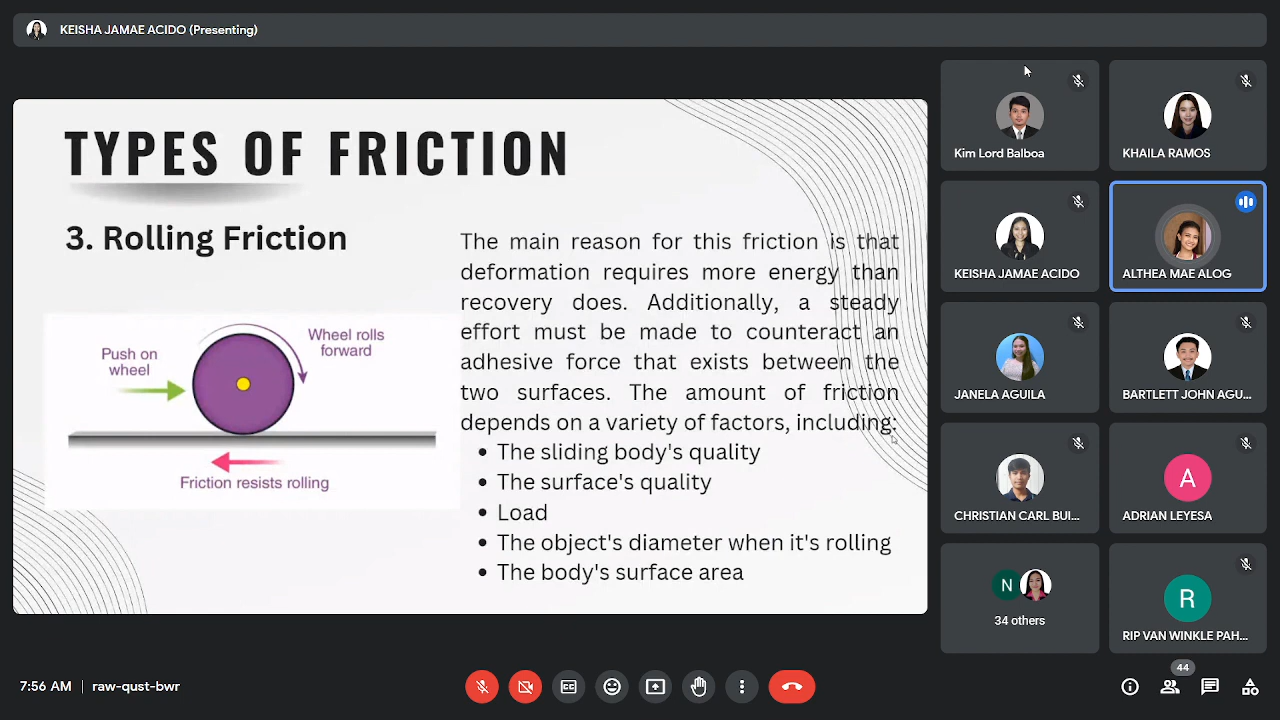 KEISHA JAMAE ACIDO (Presenting)
TYPES OF FRICTION
3. Rolling Friction
Push on
wheel
Wheel rolls
forward
Friction resists rolling
The main reason for this friction is that
deformation requires more energy than
recovery does. Additionally, a steady
effort must be made to counteract an
adhesive force that exists between the
two surfaces. The amount of friction
depends on a variety of factors, including:
• The sliding body's quality
• The surface's quality
• Load
• The object's diameter when it's rolling
• The body's surface area
Kim Lord Balboa
KHAILA RAMOS
KEISHA JAMAE ACIDO
ALTHEA MAE ALOG
JANELA AGUILA
BARTLETT JOHN AGU...
CHRISTIAN CARL BUI...
A
ADRIAN LEYESA
N
34 others
R
RIP VAN WINKLE PAH...
7:56 AM | raw-qust-bwr
44